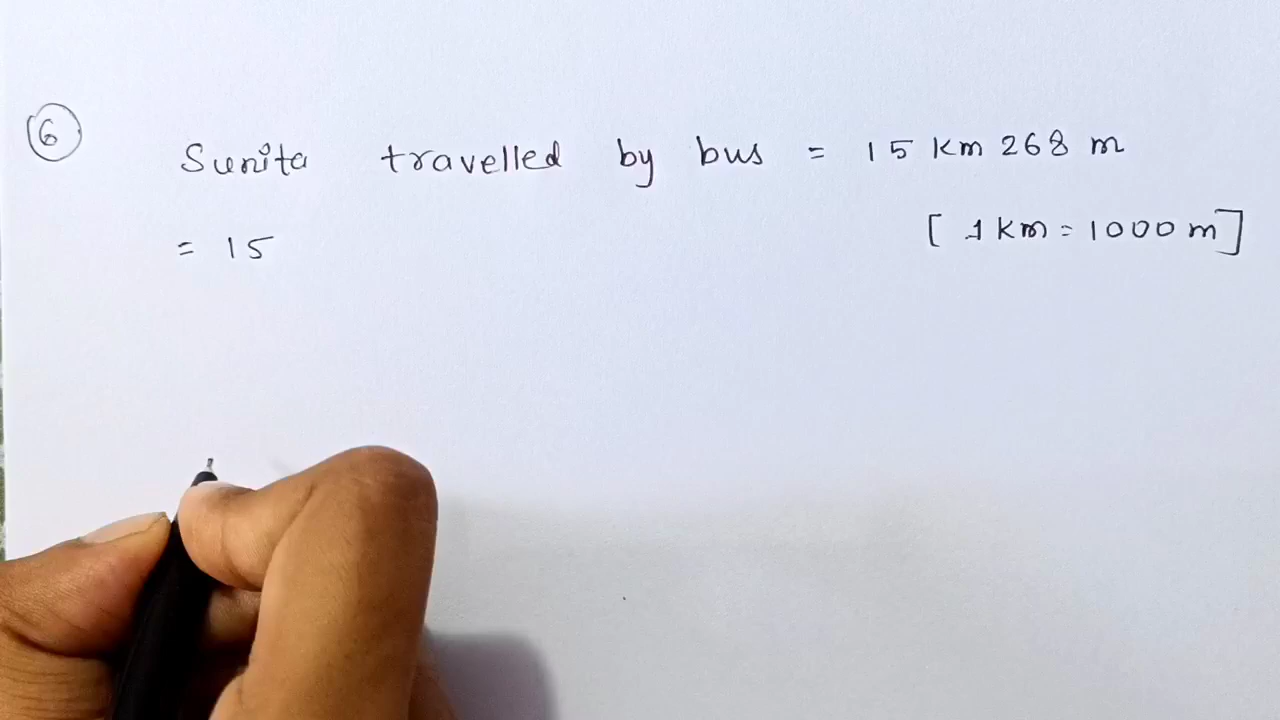 6 Sunita travelled by bus = 15 Km 268 m
[ 1 Km = 1000 m ]
= 15